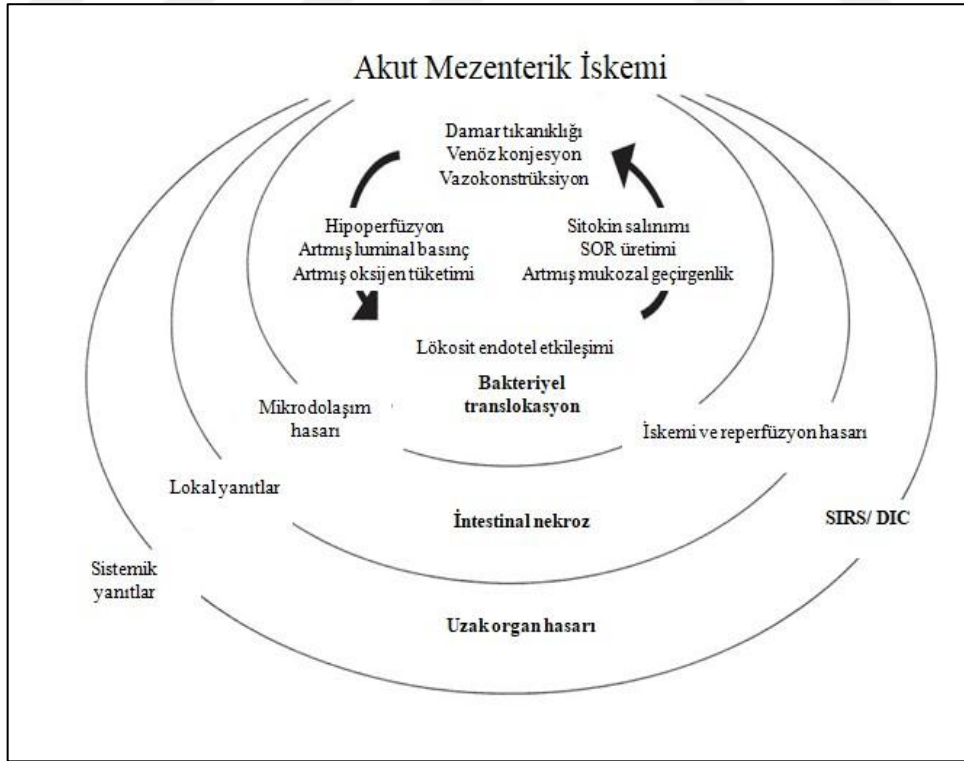 Akut Mezenterik İskemi
Damar tıkanıklığı
Venöz konjesyon
Vazokonstrüksiyon
Hipoperfüzyon
Artmış luminal basınç
Artmış oksijen tüketimi
Sitokin salınımı
SOR üretimi
Artmış mukozal geçirgenlik
Lökosit endotel etkileşimi
Bakteriyel
translokasyon
Mikrodolaşım
hasarı
İskemi ve reperfüzyon hasarı
Lokal yanıtlar
İntestinal nekroz
SIRS/ DIC
Sistemik
yanıtlar
Uzak organ hasarı